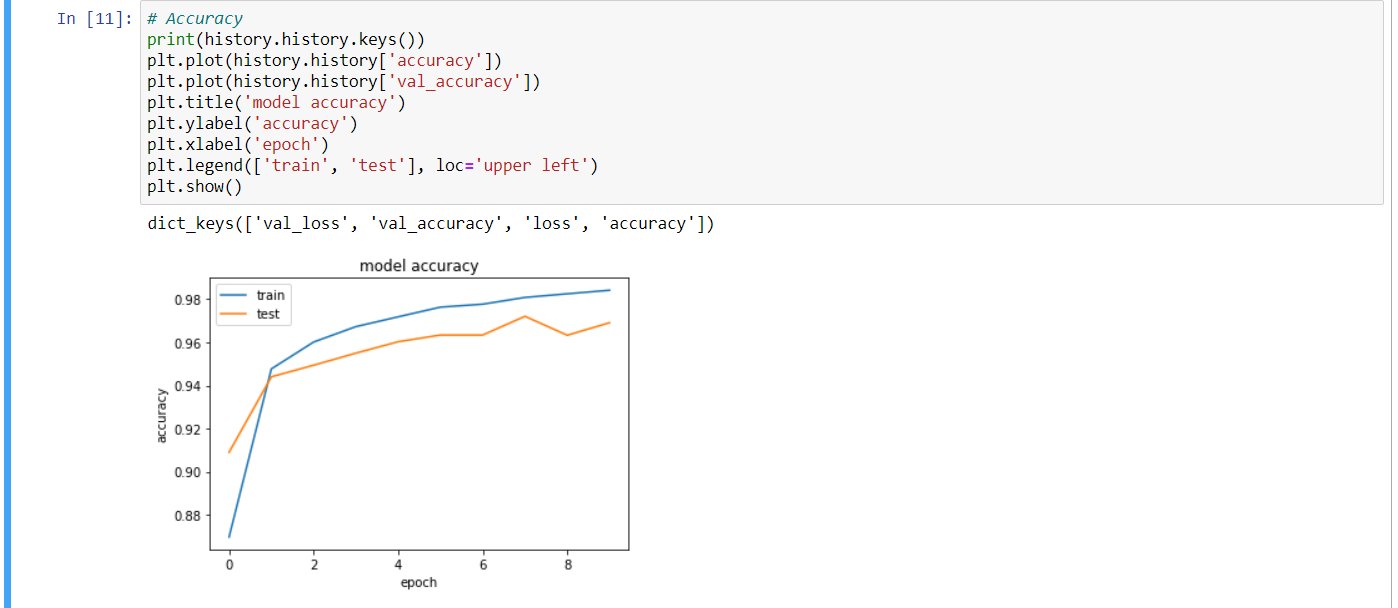 In [11]: # Accuracy
print(history.history.keys())
plt.plot(history.history['accuracy'])
plt.plot(history.history['val_accuracy'])
plt.title('model accuracy')
plt.ylabel('accuracy')
plt.xlabel('epoch')
plt.legend(['train', 'test'], loc='upper left')
plt.show()
dict_keys(['val_loss', 'val_accuracy', 'loss', 'accuracy'])
model accuracy
train
test
0.98
0.96
0.94
0.92
0.90
0.88
accuracy
0 2 4 6 8
epoch